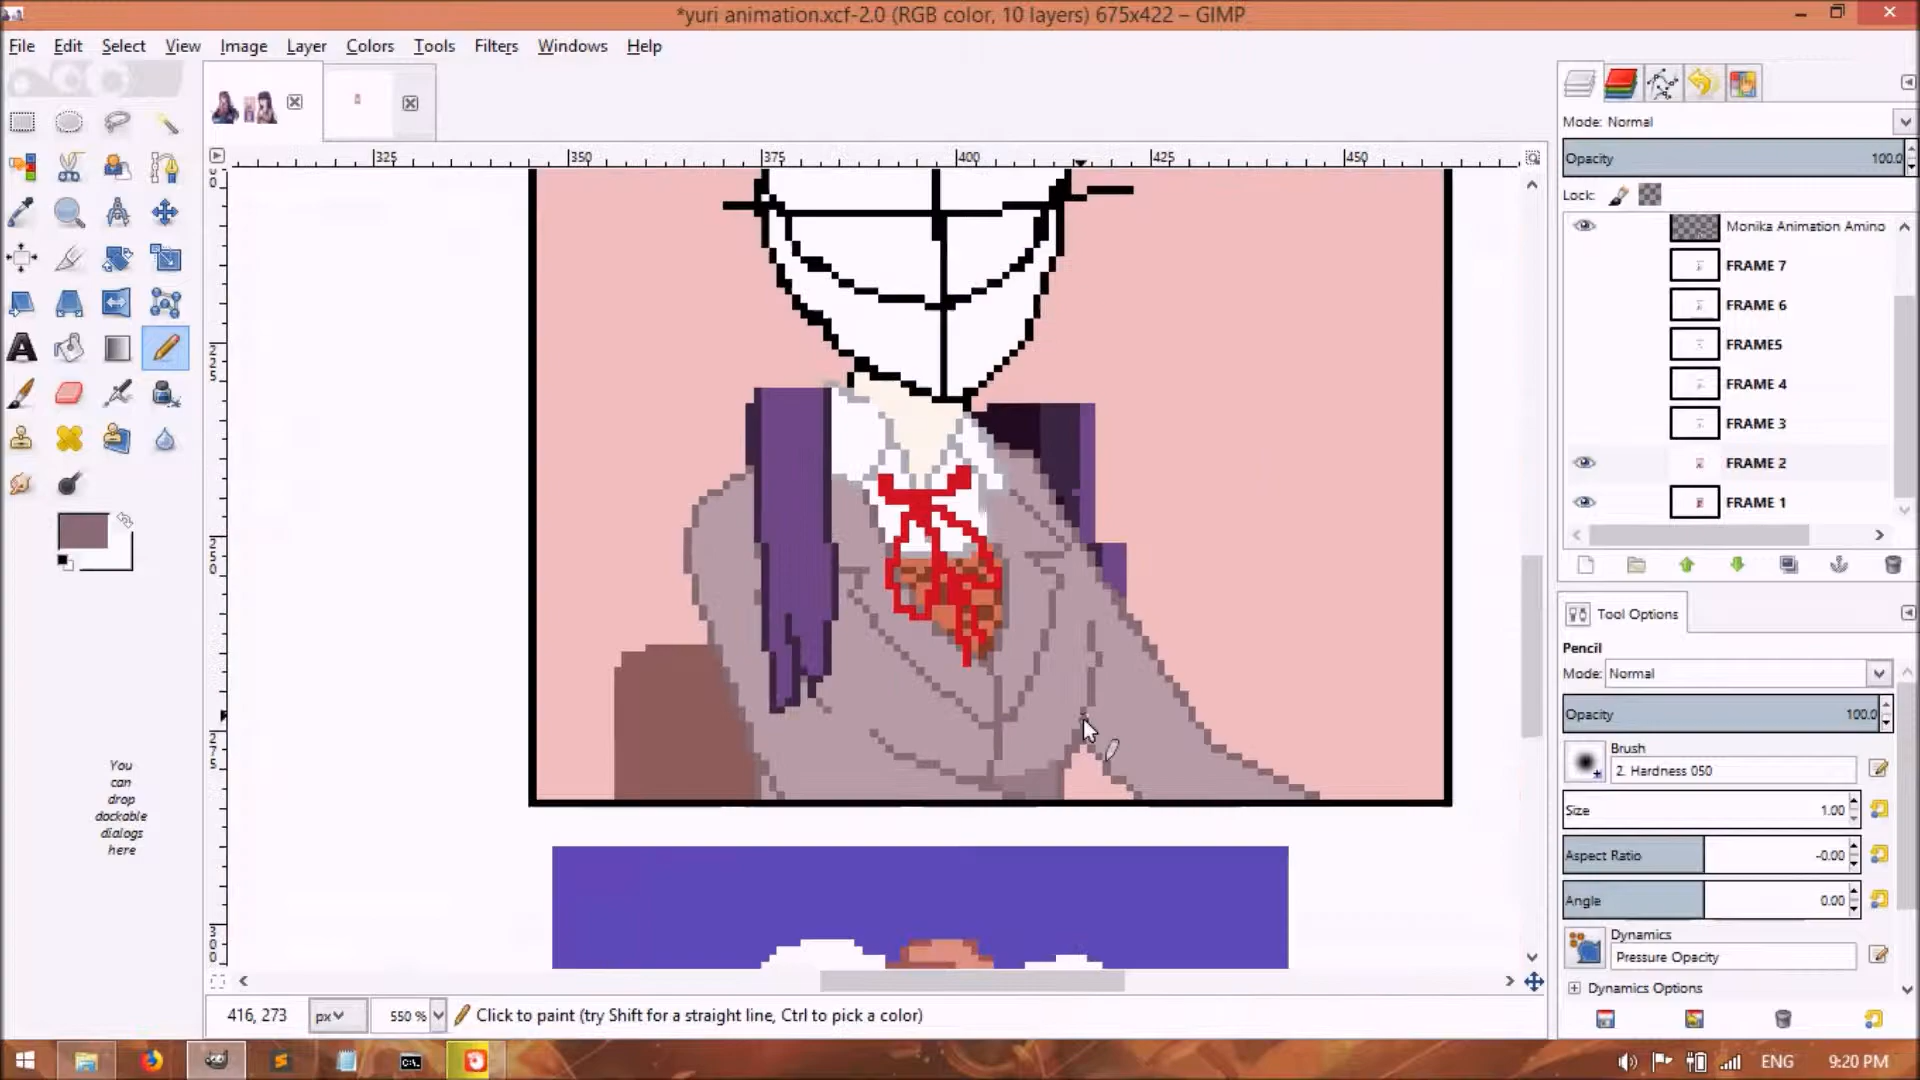 *yuri animation.xcf-2.0 (RGB color, 10 layers) 675x422 – GIMP
File Edit Select View Image Layer Colors Tools Filters Windows Help
Mode: Normal
Opacity 100.0
Lock:
Monika Animation Amino
FRAME 7
FRAME 6
FRAME5
FRAME 4
FRAME 3
FRAME 2
FRAME 1
325 350 375 400 425 450
0
225
250
275
300
You
can
drop
dockable
dialogs
here
Tool Options
Pencil
Mode: Normal
Opacity 100.0
Brush
2. Hardness 050
Size 1.00
Aspect Ratio -0.00
Angle 0.00
Dynamics
Pressure Opacity
Dynamics Options
416, 273 px 550 % Click to paint (try Shift for a straight line, Ctrl to pick a color)
ENG 9:20 PM